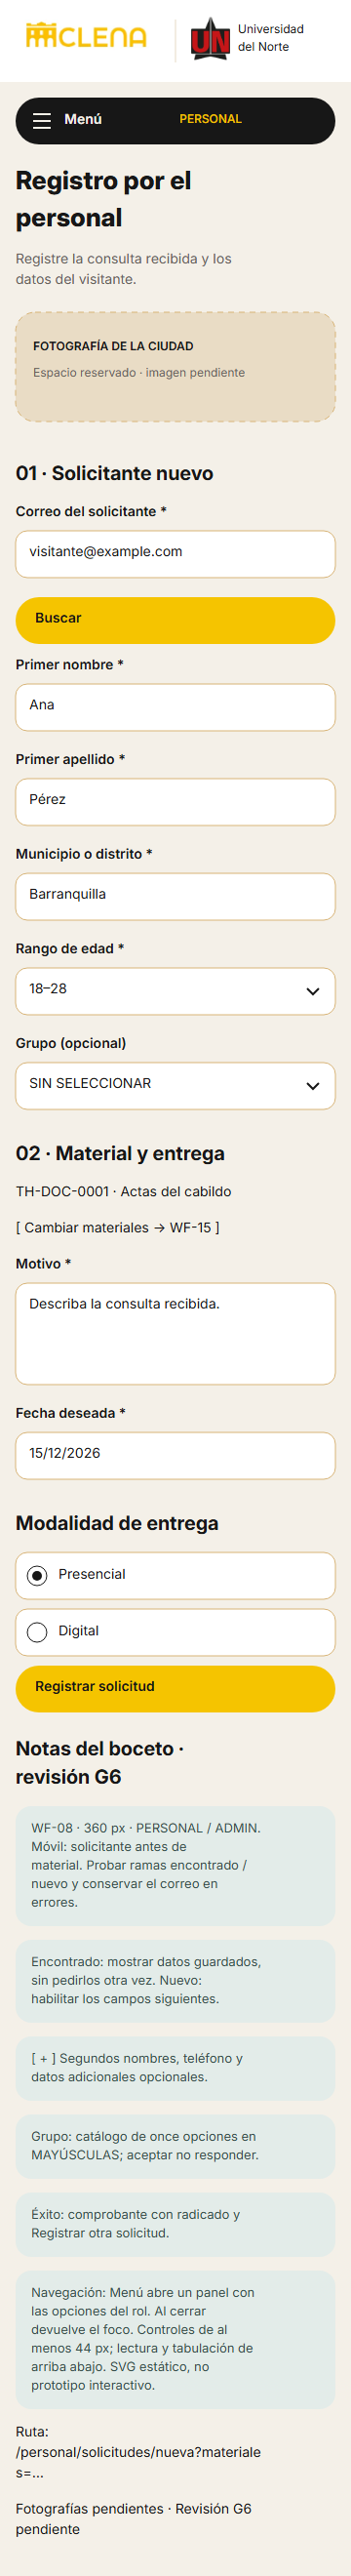 CLENA
UN
Universidad
del Norte
Menú
PERSONAL
Registro por el
personal
Registre la consulta recibida y los
datos del visitante.
FOTOGRAFÍA DE LA CIUDAD
Espacio reservado · imagen pendiente
01 · Solicitante nuevo
Correo del solicitante *
visitante@example.com
Buscar
Primer nombre *
Ana
Primer apellido *
Pérez
Municipio o distrito *
Barranquilla
Rango de edad *
18–28
Grupo (opcional)
SIN SELECCIONAR
02 · Material y entrega
TH-DOC-0001 · Actas del cabildo
[ Cambiar materiales → WF-15 ]
Motivo *
Describa la consulta recibida.
Fecha deseada *
15/12/2026
Modalidad de entrega
Presencial
Digital
Registrar solicitud
Notas del boceto ·
revisión G6
WF-08 · 360 px · PERSONAL / ADMIN.
Móvil: solicitante antes de
material. Probar ramas encontrado /
nuevo y conservar el correo en
errores.
Encontrado: mostrar datos guardados,
sin pedirlos otra vez. Nuevo:
habilitar los campos siguientes.
[ + ] Segundos nombres, teléfono y
datos adicionales opcionales.
Grupo: catálogo de once opciones en
MAYÚSCULAS; aceptar no responder.
Éxito: comprobante con radicado y
Registrar otra solicitud.
Navegación: Menú abre un panel con
las opciones del rol. Al cerrar
devuelve el foco. Controles de al
menos 44 px; lectura y tabulación de
arriba abajo. SVG estático, no
prototipo interactivo.
Ruta:
/personal/solicitudes/nueva?materiale
s=...
Fotografías pendientes · Revisión G6
pendiente